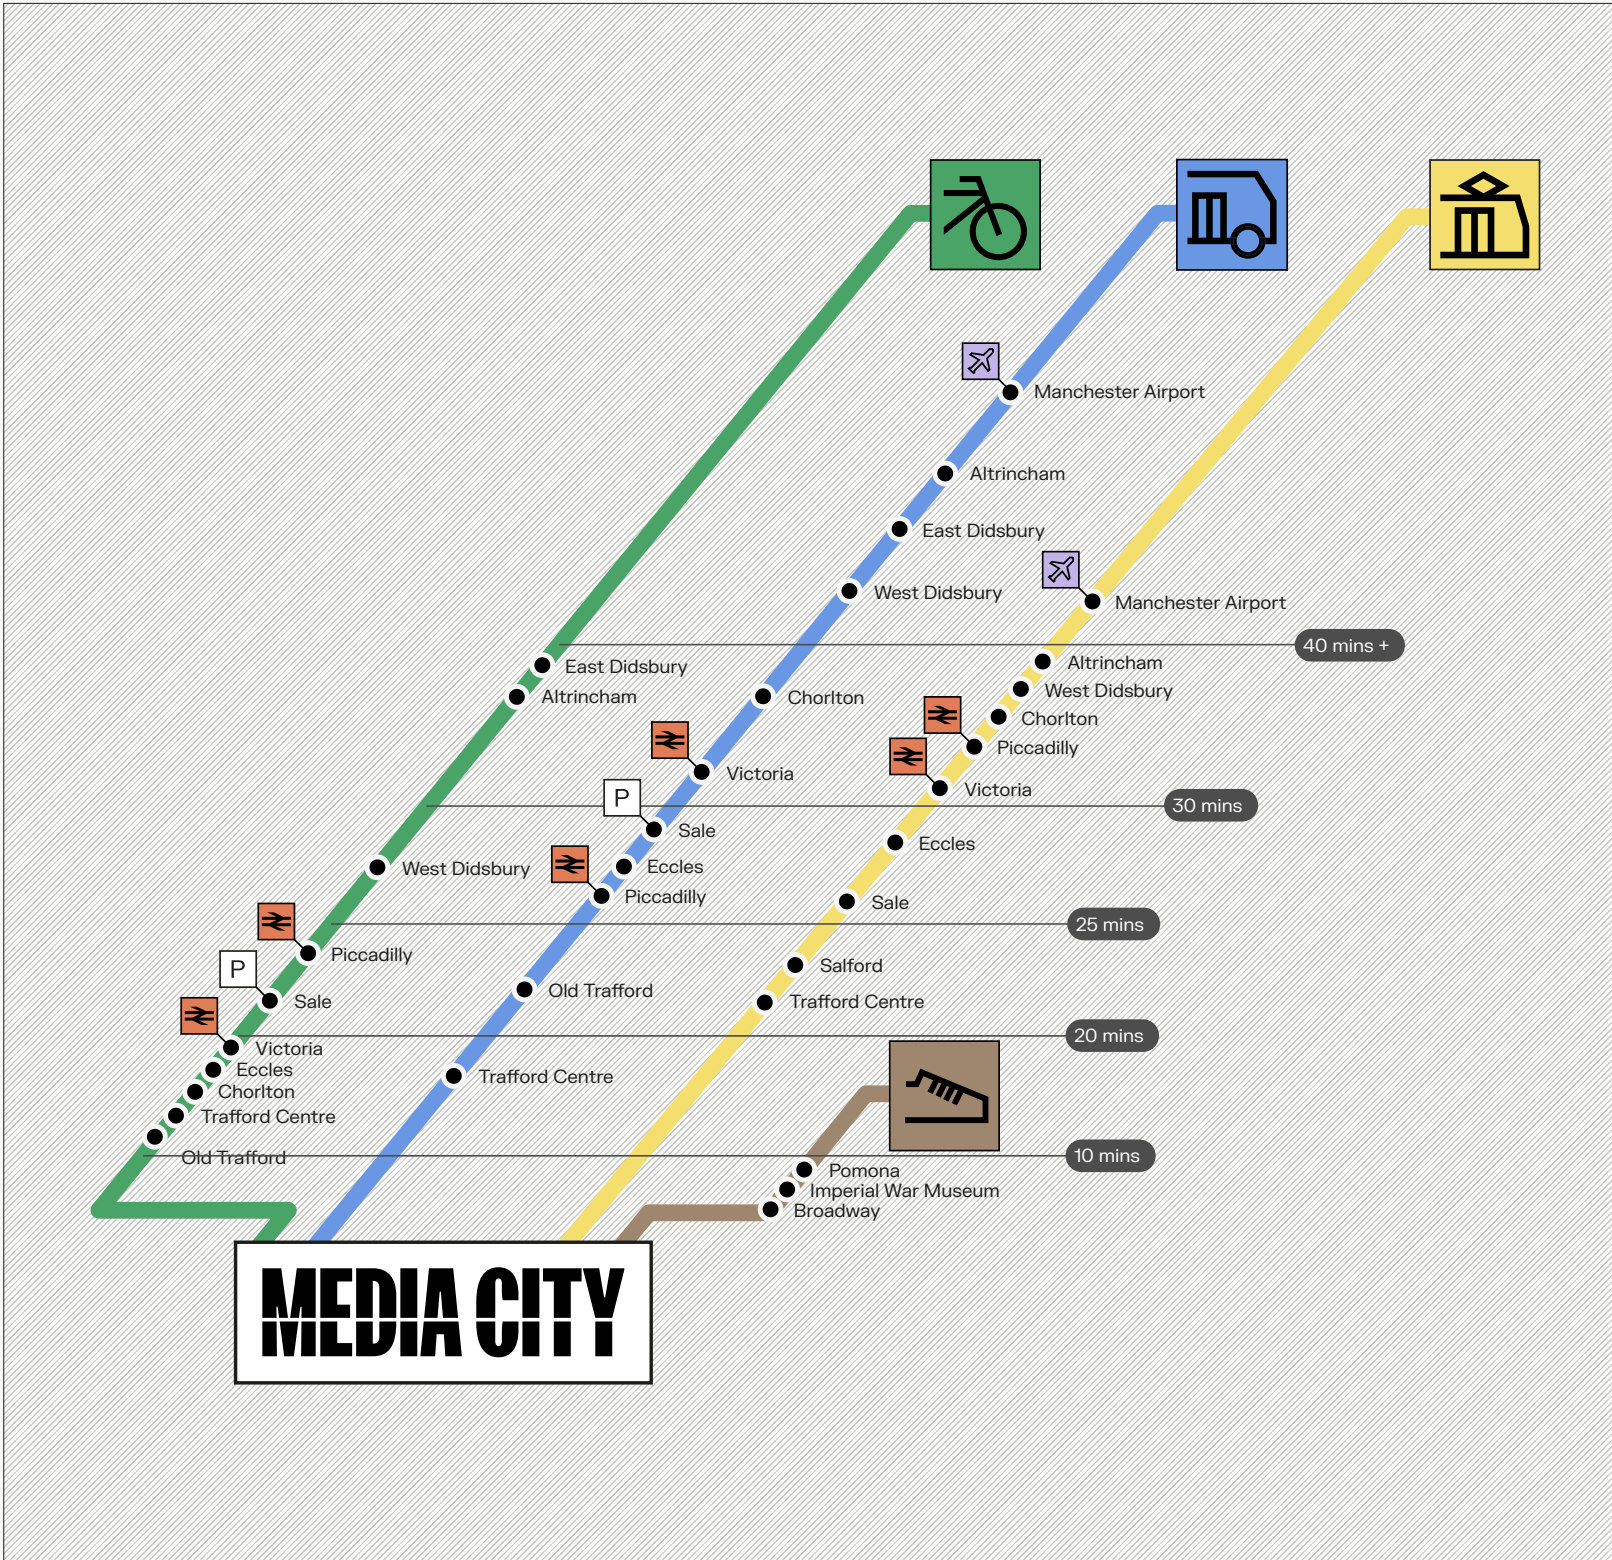 Manchester Airport
Altrincham
East Didsbury
West Didsbury
Manchester Airport
40 mins +
East Didsbury
Altrincham
West Didsbury
Altrincham
Chorlton
Chorlton
Piccadilly
Victoria
Victoria
P
30 mins
Sale
Eccles
West Didsbury
Eccles
Piccadilly
Sale
25 mins
Piccadilly
P
Salford
Old Trafford
Sale
Trafford Centre
20 mins
Victoria
Eccles
Trafford Centre
Chorlton
Trafford Centre
Old Trafford
10 mins
Pomona
Imperial War Museum
Broadway
MEDIA CITY